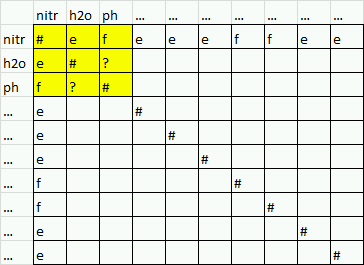 nitr h2o ph ... ... ... ... ... ... ...
nitr # e f e e e f f e e
h2o e # ?
ph f ? #
... e #
... e #
... e #
... f #
... f #
... e #
... e #